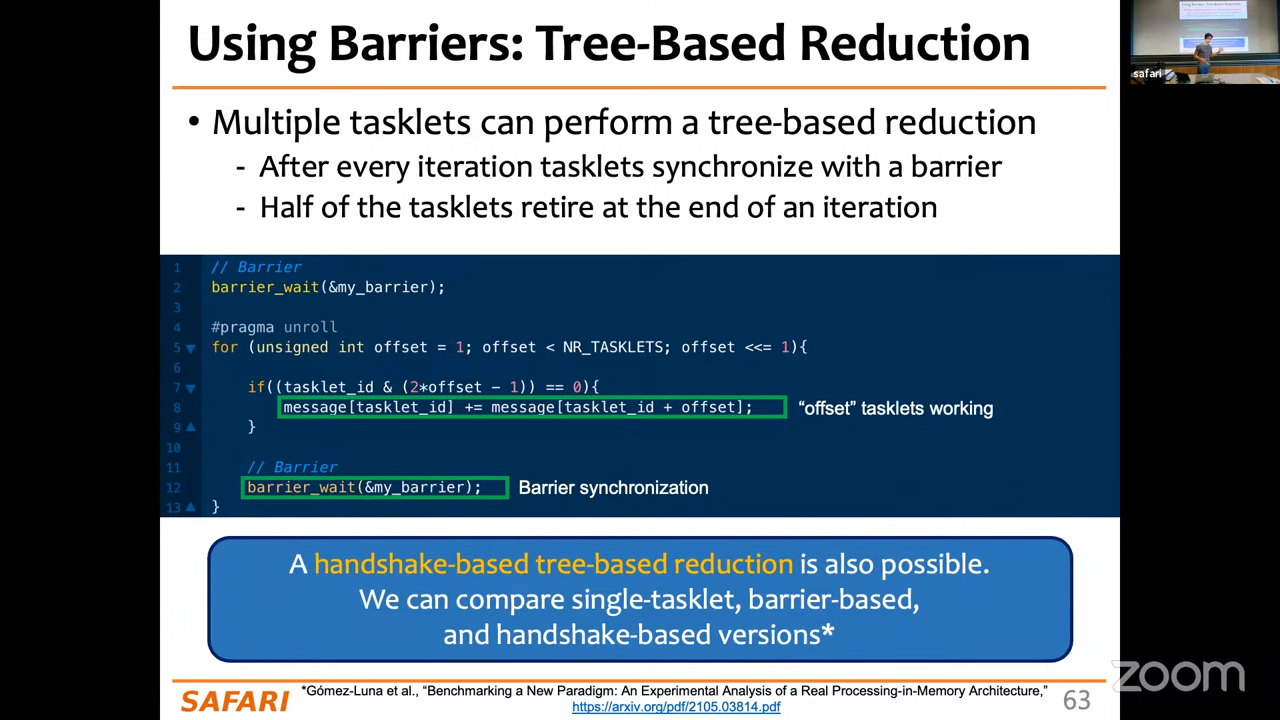 Using Barriers: Tree-Based Reduction
• Multiple tasklets can perform a tree-based reduction
- After every iteration tasklets synchronize with a barrier
- Half of the tasklets retire at the end of an iteration
1 // Barrier
2 barrier_wait(&my_barrier);
3
4 #pragma unroll
5 for (unsigned int offset = 1; offset < NR_TASKLETS; offset <<= 1){
6
7 if((tasklet_id & (2*offset - 1)) == 0){
8 message[tasklet_id] += message[tasklet_id + offset]; "offset" tasklets working
9 }
10
11 // Barrier
12 barrier_wait(&my_barrier); Barrier synchronization
13 }
A handshake-based tree-based reduction is also possible.
We can compare single-tasklet, barrier-based,
and handshake-based versions*
SAFARI
*Gómez-Luna et al., “Benchmarking a New Paradigm: An Experimental Analysis of a Real Processing-in-Memory Architecture,”
https://arxiv.org/pdf/2105.03814.pdf
63
safari
zoom